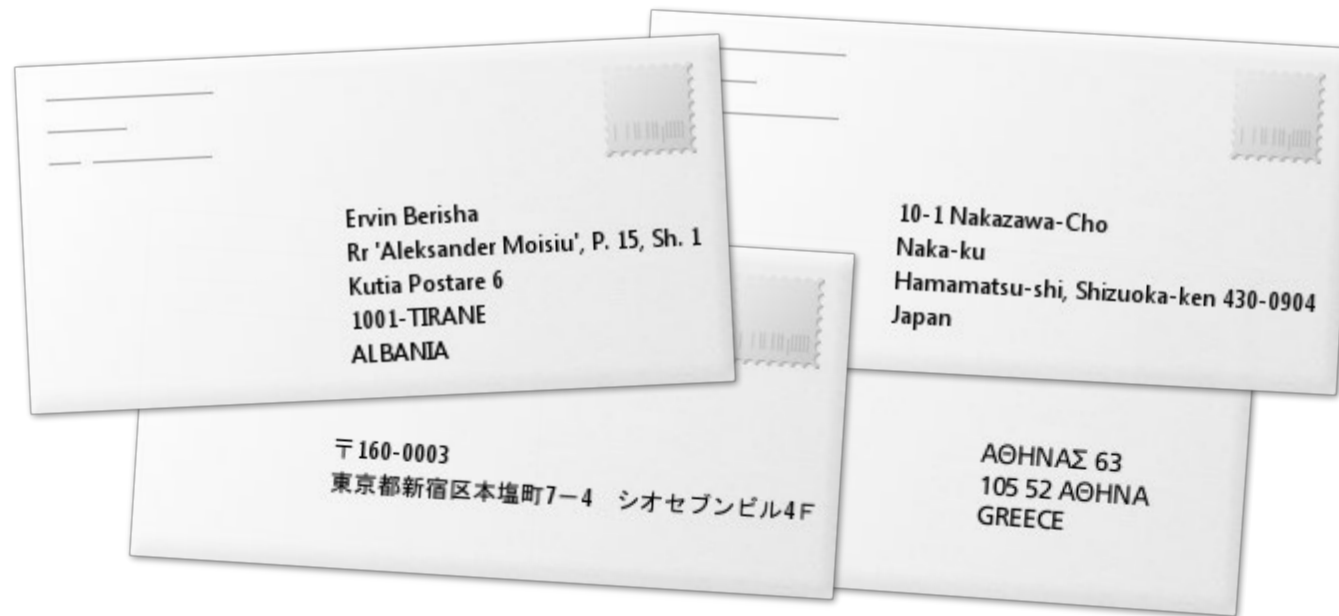 Ervin Berisha
Rr 'Aleksander Moisiu', P. 15, Sh. 1
Kutia Postare 6
1001-TIRANE
ALBANIA
10-1 Nakazawa-Cho
Naka-ku
Hamamatsu-shi, Shizuoka-ken 430-0904
Japan
〒160-0003
東京都新宿区本塩町7−4　シオセブンビル4F
ΑΘΗΝΑΣ 63
105 52 ΑΘΗΝΑ
GREECE